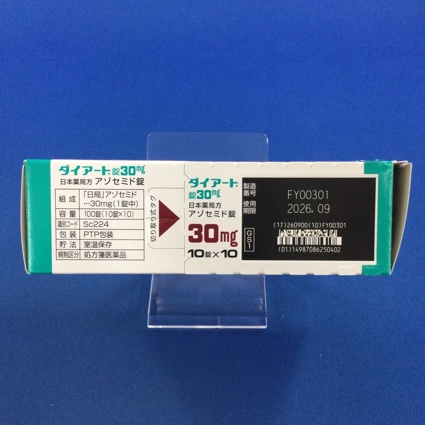 ダイアート錠30mg
日本薬局方 アゾセミド錠
組成 「日局」アゾセミド
…30mg(1錠中)
容量 100錠(10錠×10)
識別コード Sc224
包装 PTP包装
貯法 室温保存
規制区分 処方箋医薬品
切り取り式タグ
ダイアート錠30mg
日本薬局方
アゾセミド錠
30mg
10錠×10
製造番号 FY00301
使用期限 2026.09
(17)260900(10)FY00301
GS1
(01)14987086250402